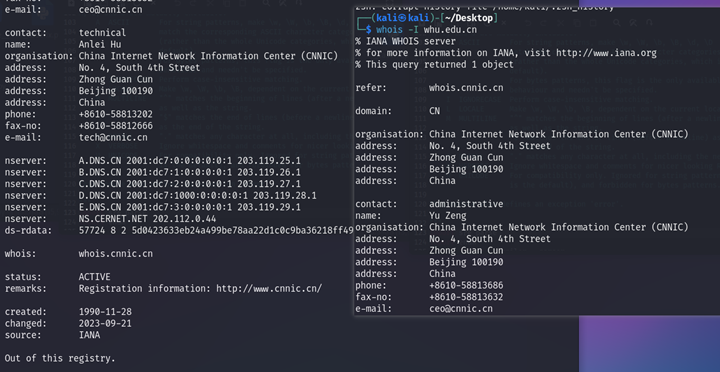 e-mail: ceo@cnnic.cn
contact: technical
name: Anlei Hu
organisation: China Internet Network Information Center (CNNIC)
address: No. 4, South 4th Street
address: Zhong Guan Cun
address: Beijing 100190
address: China
phone: +8610-58813202
fax-no: +8610-58812666
e-mail: tech@cnnic.cn
nserver: A.DNS.CN 2001:dc7:0:0:0:0:0:1 203.119.25.1
nserver: B.DNS.CN 2001:dc7:1:0:0:0:0:1 203.119.26.1
nserver: C.DNS.CN 2001:dc7:2:0:0:0:0:1 203.119.27.1
nserver: D.DNS.CN 2001:dc7:1000:0:0:0:0:1 203.119.28.1
nserver: E.DNS.CN 2001:dc7:3:0:0:0:0:1 203.119.29.1
nserver: NS.CERNET.NET 202.112.0.44
ds-rdata: 57724 8 2 5d0423633eb24a499be78aa22d1c0c9ba36218ff49
whois: whois.cnnic.cn
status: ACTIVE
remarks: Registration information: http://www.cnnic.cn/
created: 1990-11-28
changed: 2023-09-21
source: IANA
Out of this registry.
(kali㉿kali)-[~/Desktop]
$ whois -I whu.edu.cn
% IANA WHOIS server
% for more information on IANA, visit http://www.iana.org
% This query returned 1 object
refer: whois.cnnic.cn
domain: CN
organisation: China Internet Network Information Center (CNNIC)
address: No. 4, South 4th Street
address: Zhong Guan Cun
address: Beijing 100190
address: China
contact: administrative
name: Yu Zeng
organisation: China Internet Network Information Center (CNNIC)
address: No. 4, South 4th Street
address: Zhong Guan Cun
address: Beijing 100190
address: China
phone: +8610-58813686
fax-no: +8610-58813632
e-mail: ceo@cnnic.cn